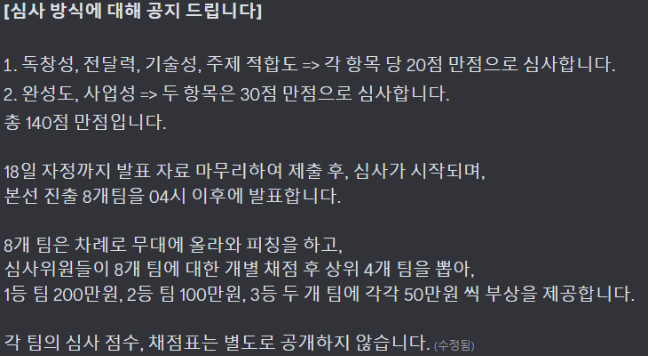 [심사 방식에 대해 공지 드립니다]
1. 독창성, 전달력, 기술성, 주제 적합도 => 각 항목 당 20점 만점으로 심사합니다.
2. 완성도, 사업성 => 두 항목은 30점 만점으로 심사합니다.
총 140점 만점입니다.
18일 자정까지 발표 자료 마무리하여 제출 후, 심사가 시작되며,
본선 진출 8개팀을 04시 이후에 발표합니다.
8개 팀은 차례로 무대에 올라와 피칭을 하고,
심사위원들이 8개 팀에 대한 개별 채점 후 상위 4개 팀을 뽑아,
1등 팀 200만원, 2등 팀 100만원, 3등 두 개 팀에 각각 50만원 씩 부상을 제공합니다.
각 팀의 심사 점수, 채점표는 별도로 공개하지 않습니다. (수정됨)